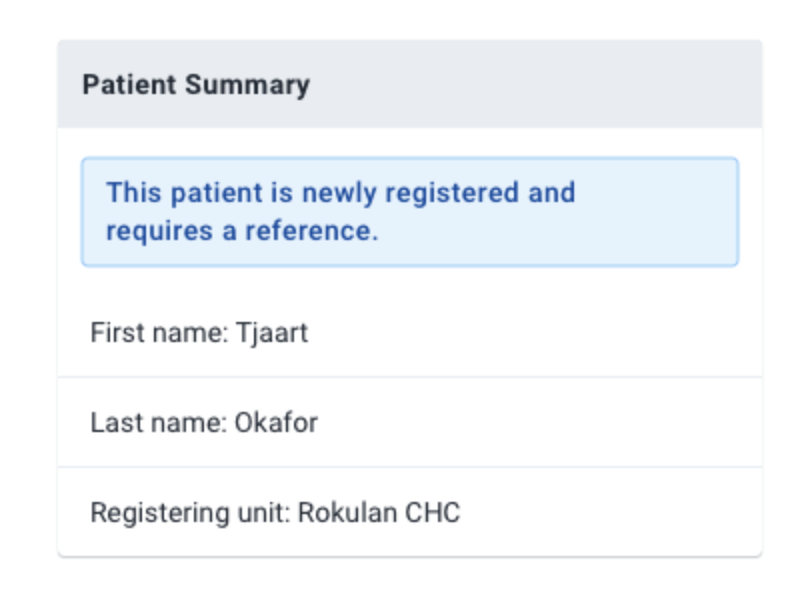 Patient Summary
This patient is newly registered and
requires a reference.
First name: Tjaart
Last name: Okafor
Registering unit: Rokulan CHC